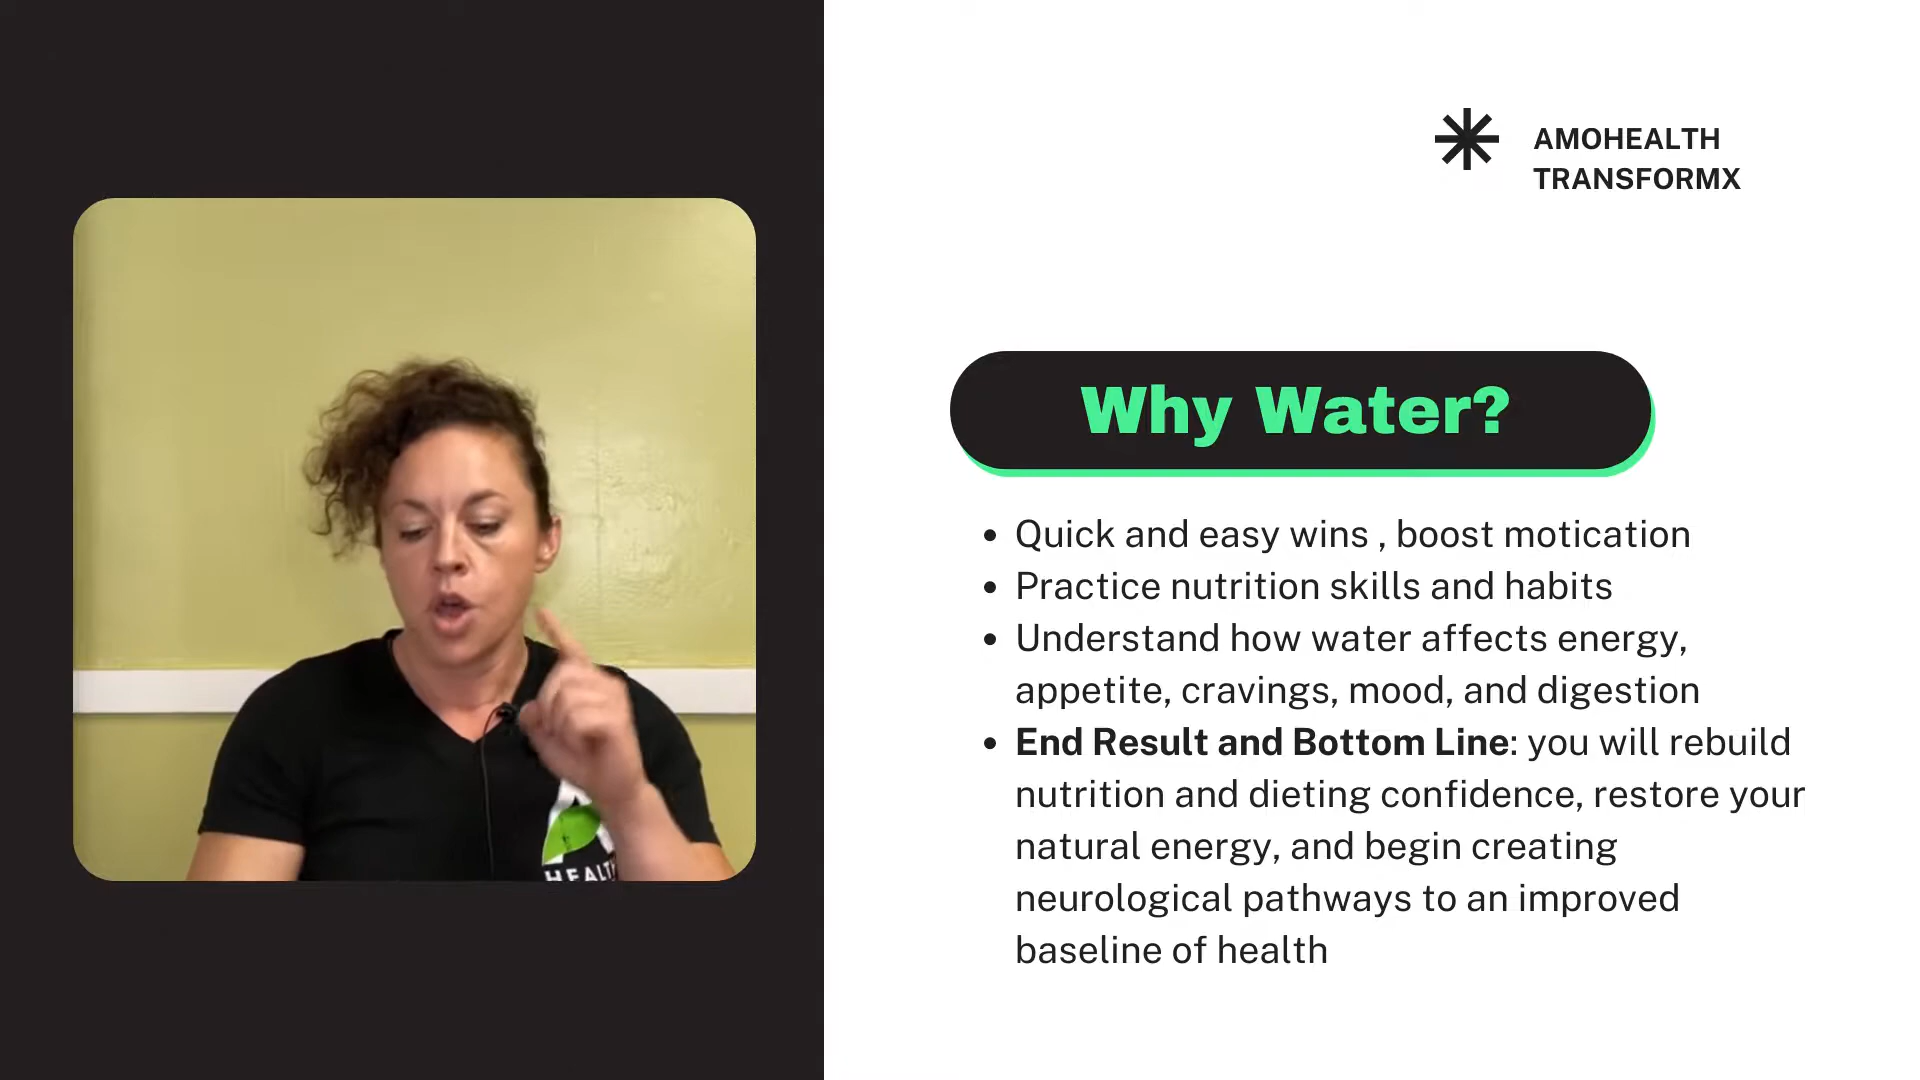 AMOHEALTH
TRANSFORMX
Why Water?
• Quick and easy wins , boost motication
• Practice nutrition skills and habits
• Understand how water affects energy,
appetite, cravings, mood, and digestion
• End Result and Bottom Line: you will rebuild
nutrition and dieting confidence, restore your
natural energy, and begin creating
neurological pathways to an improved
baseline of health
HEALT